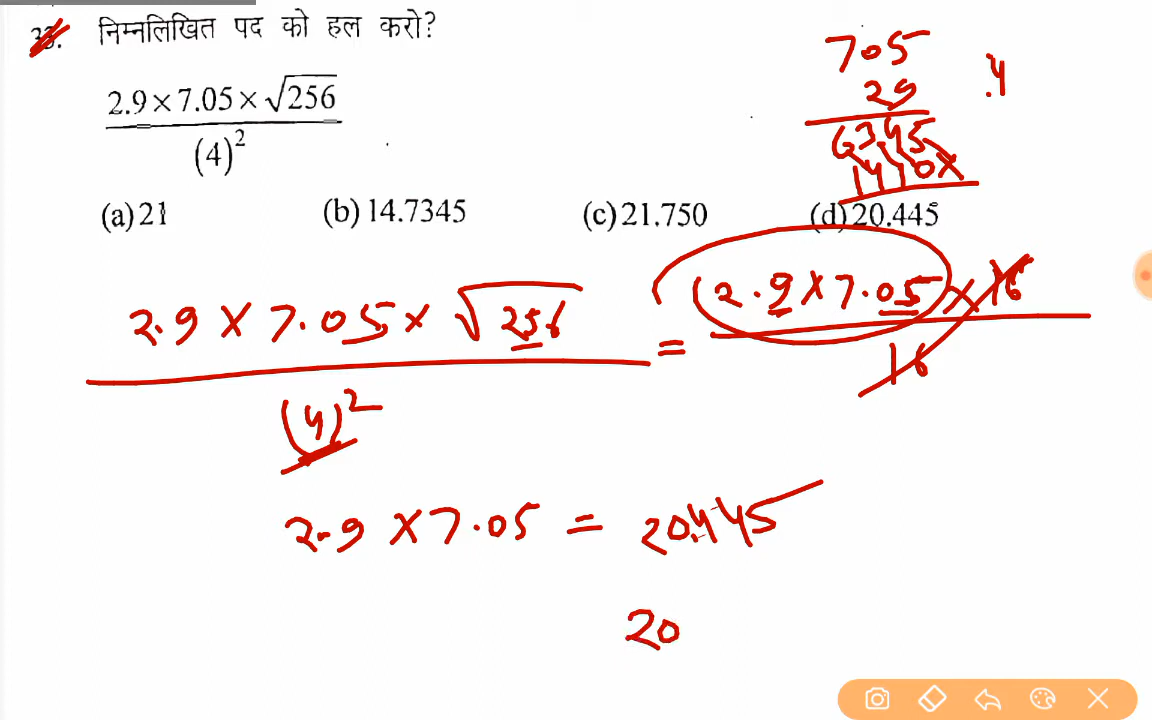 33. निम्नलिखित पद को हल करो?
2.9 × 7.05 × √256
(4)²
(a) 21 (b) 14.7345 (c) 21.750 (d) 20.445
705
29
6345
1410×
.4
2.9 × 7.05 × √256 = (2.9 × 7.05) × 16
(4)² 16
2.9 × 7.05 = 20.445
20